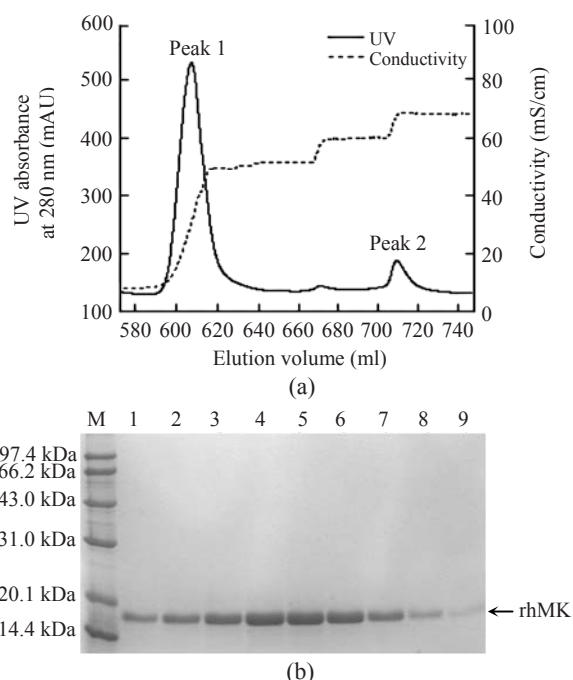 600
500
400
300
200
100
UV absorbance
at 280 nm (mAU)
Peak 1
Peak 2
UV
Conductivity
100
80
60
40
20
0
Conductivity (mS/cm)
580 600 620 640 660 680 700 720 740
Elution volume (ml)
(a)
M 1 2 3 4 5 6 7 8 9
97.4 kDa
66.2 kDa
43.0 kDa
31.0 kDa
20.1 kDa
14.4 kDa
rhMK
(b)